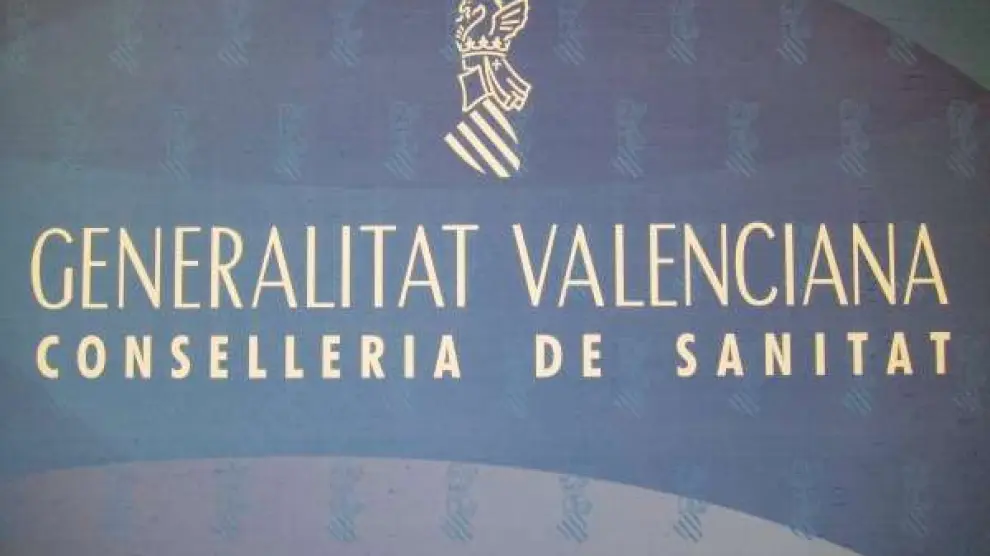 GENERALITAT VALENCIANA
CONSELLERIA DE SANITAT